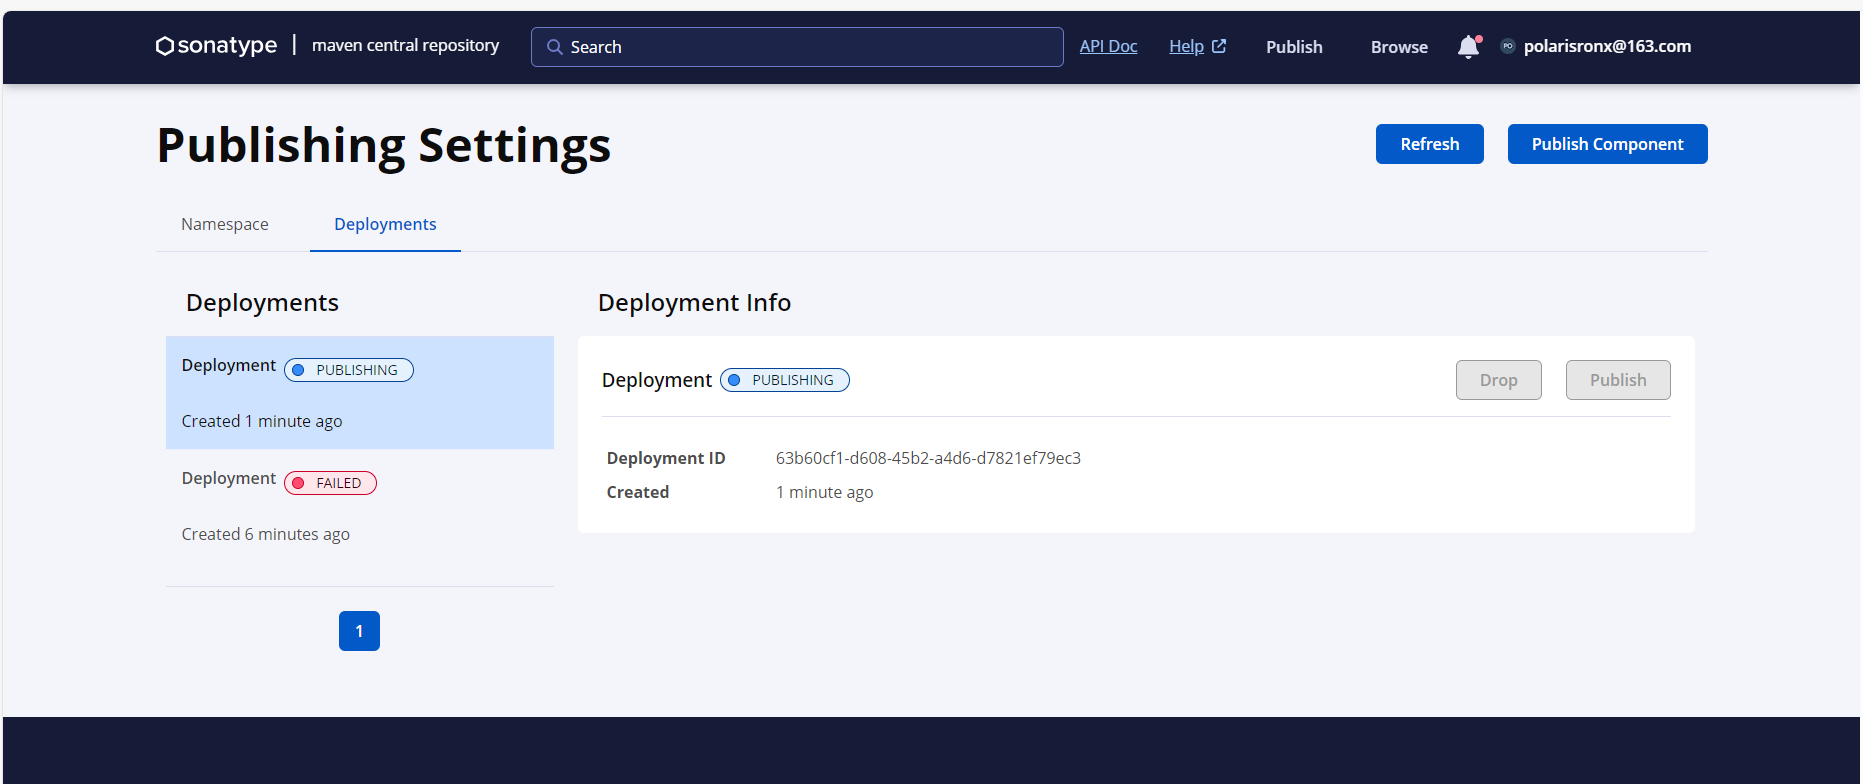 sonatype | maven central repository
Search
API Doc
Help
Publish
Browse
PO
polarisronx@163.com
Publishing Settings
Refresh
Publish Component
Namespace
Deployments
Deployments
Deployment PUBLISHING
Created 1 minute ago
Deployment FAILED
Created 6 minutes ago
1
Deployment Info
Deployment PUBLISHING
Drop
Publish
Deployment ID 63b60cf1-d608-45b2-a4d6-d7821ef79ec3
Created 1 minute ago